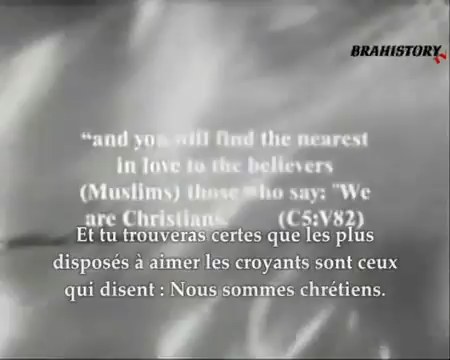 BRAHISTORY
“and you will find the nearest
in love to the believers
(Muslims) those who say: "We
are Christians (C5:V82)
Et tu trouveras certes que les plus
disposés à aimer les croyants sont ceux
qui disent : Nous sommes chrétiens.